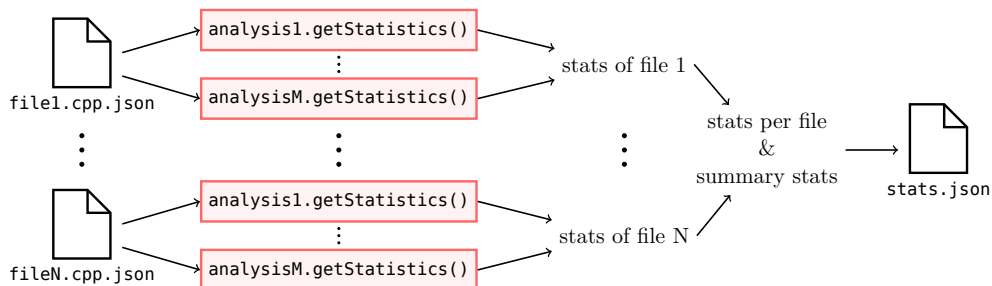 file1.cpp.json
analysis1.getStatistics()
analysisM.getStatistics()
stats of file 1
fileN.cpp.json
analysis1.getStatistics()
analysisM.getStatistics()
stats of file N
stats per file
&
summary stats
stats.json